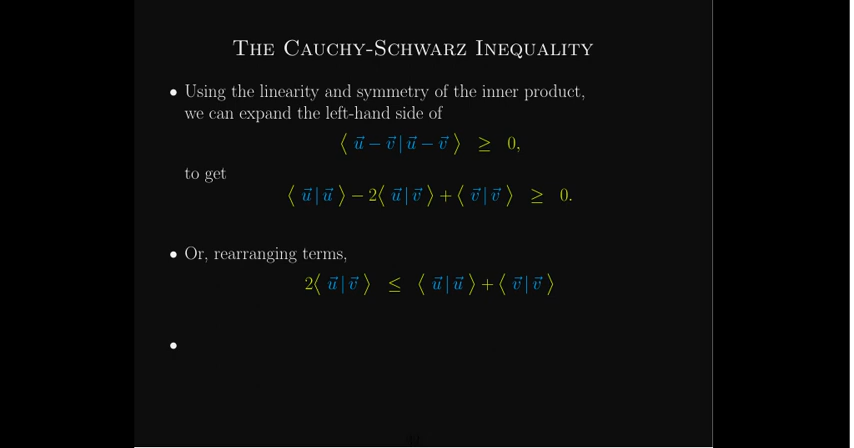 The Cauchy-Schwarz Inequality
• Using the linearity and symmetry of the inner product,
we can expand the left-hand side of
⟨ u⃗ − v⃗ | u⃗ − v⃗ ⟩ ≥ 0,
to get
⟨ u⃗ | u⃗ ⟩ − 2⟨ u⃗ | v⃗ ⟩ + ⟨ v⃗ | v⃗ ⟩ ≥ 0.
• Or, rearranging terms,
2⟨ u⃗ | v⃗ ⟩ ≤ ⟨ u⃗ | u⃗ ⟩ + ⟨ v⃗ | v⃗ ⟩
•